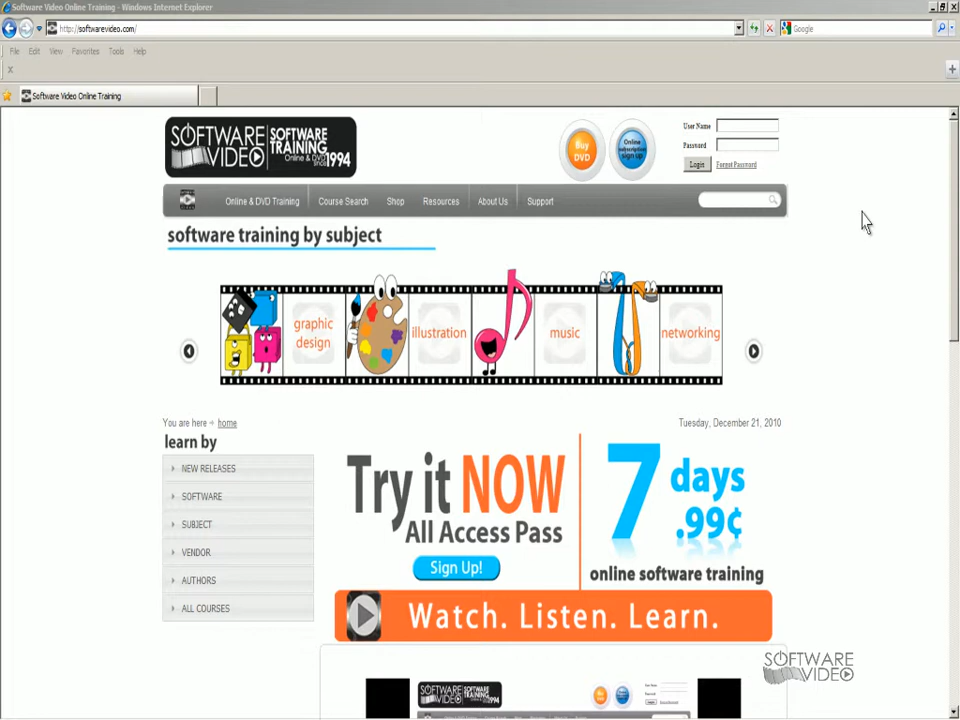 Software Video Online Training - Windows Internet Explorer
http://softwarevideo.com/
Google
File Edit View Favorites Tools Help
X
Software Video Online Training
SOFTWARE VIDEO
SOFTWARE TRAINING
Online & DVD since 1994
Buy DVD
Online subscription sign up
User Name
Password
Login Forgot Password
Online & DVD Training Course Search Shop Resources About Us Support
software training by subject
graphic design
illustration
music
networking
You are here home
Tuesday, December 21, 2010
learn by
NEW RELEASES
SOFTWARE
SUBJECT
VENDOR
AUTHORS
ALL COURSES
Try it NOW
All Access Pass
Sign Up!
7 days
.99¢
online software training
Watch. Listen. Learn.
SOFTWARE VIDEO
SOFTWARE VIDEO
SOFTWARE TRAINING
1994